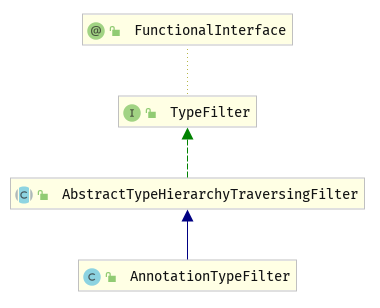 @ FunctionalInterface
I TypeFilter
C AbstractTypeHierarchyTraversingFilter
C AnnotationTypeFilter